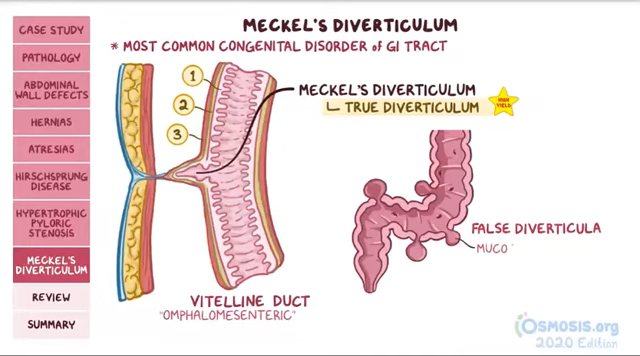 MECKEL'S DIVERTICULUM
* MOST COMMON CONGENITAL DISORDER of GI TRACT
CASE STUDY
PATHOLOGY
ABDOMINAL
WALL DEFECTS
HERNIAS
ATRESIAS
HIRSCHSPRUNG
DISEASE
HYPERTROPHIC
PYLORIC
STENOSIS
MECKEL'S
DIVERTICULUM
REVIEW
SUMMARY
1
2
3
MECKEL'S DIVERTICULUM
TRUE DIVERTICULUM
HIGH
YIELD
VITELLINE DUCT
"OMPHALOMESENTERIC"
FALSE DIVERTICULA
MUCO
OSMOSIS.org
2020 Edition